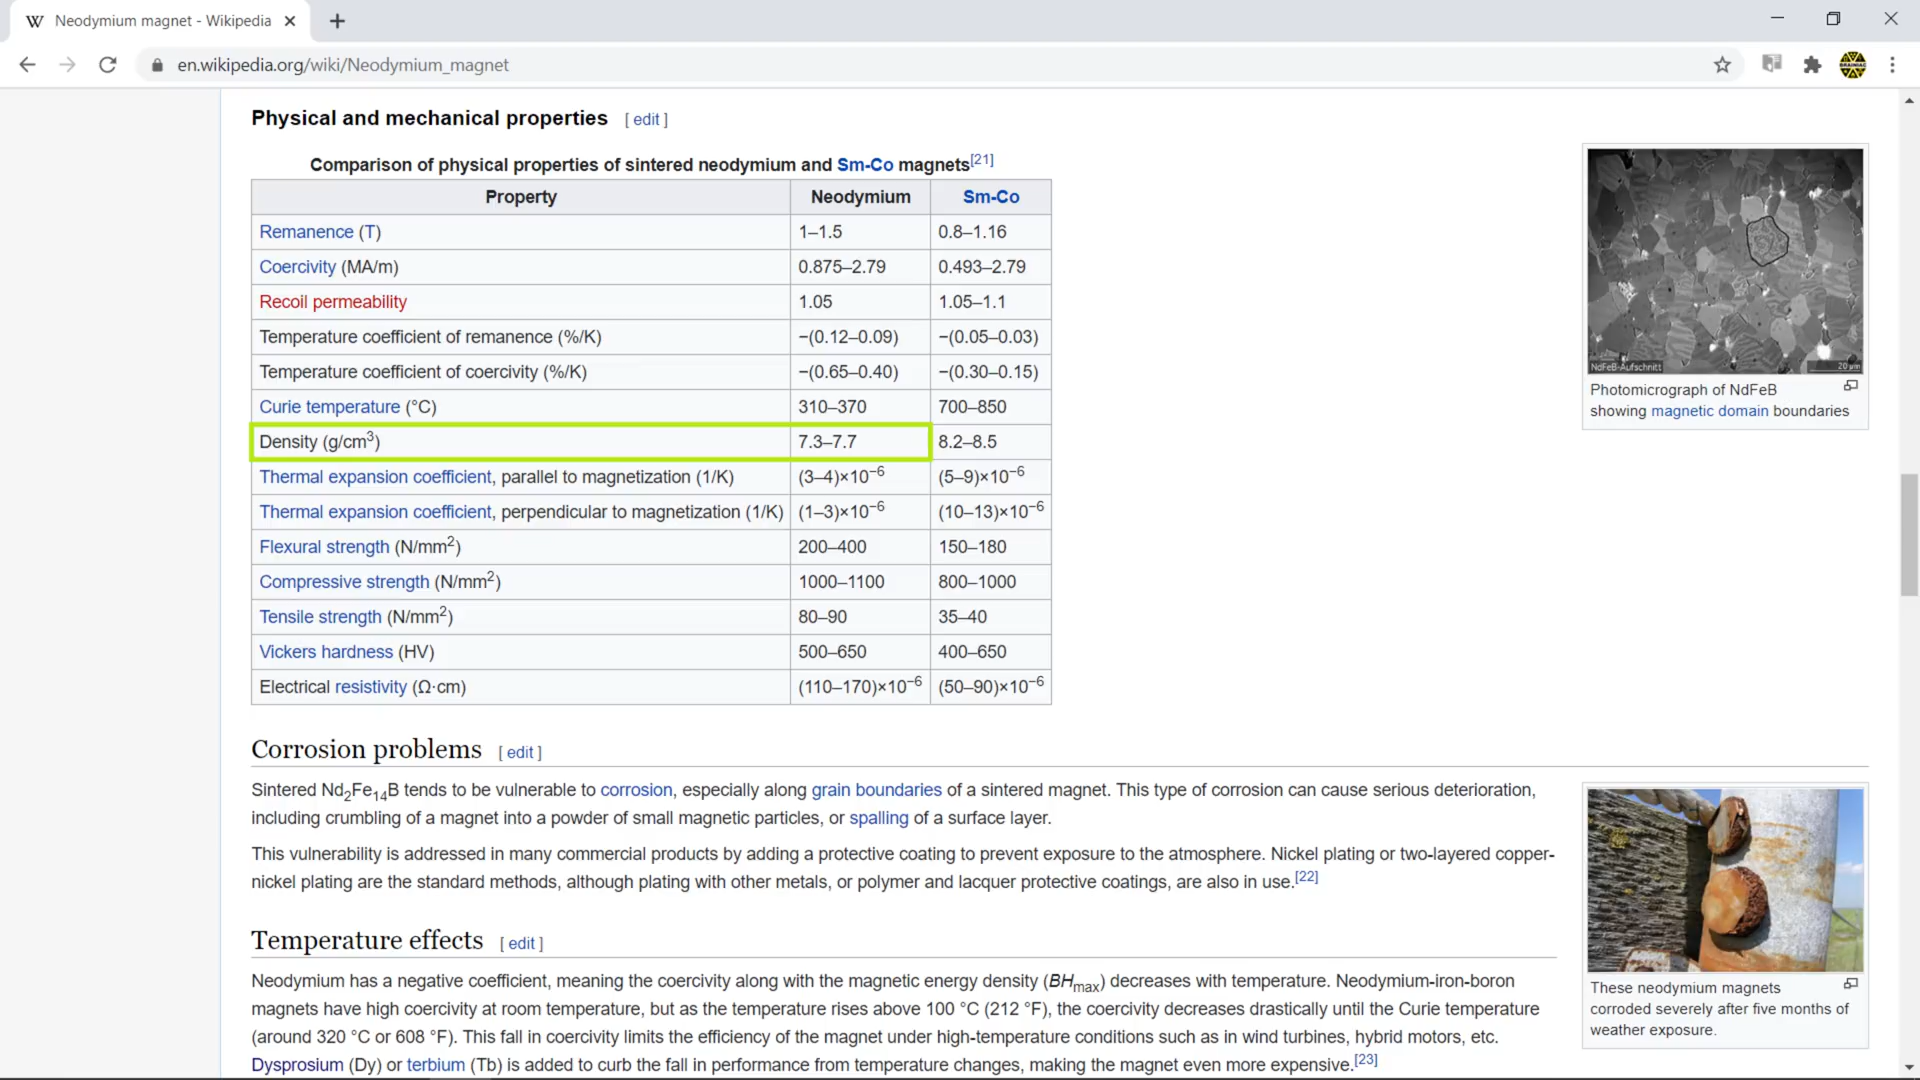 Neodymium magnet - Wikipedia
en.wikipedia.org/wiki/Neodymium_magnet
BRAINIAC
Physical and mechanical properties [ edit ]
Comparison of physical properties of sintered neodymium and Sm-Co magnets[21]
Property Neodymium Sm-Co
Remanence (T) 1–1.5 0.8–1.16
Coercivity (MA/m) 0.875–2.79 0.493–2.79
Recoil permeability 1.05 1.05–1.1
Temperature coefficient of remanence (%/K) −(0.12–0.09) −(0.05–0.03)
Temperature coefficient of coercivity (%/K) −(0.65–0.40) −(0.30–0.15)
Curie temperature (°C) 310–370 700–850
Density (g/cm³) 7.3–7.7 8.2–8.5
Thermal expansion coefficient, parallel to magnetization (1/K) (3–4)×10⁻⁶ (5–9)×10⁻⁶
Thermal expansion coefficient, perpendicular to magnetization (1/K) (1–3)×10⁻⁶ (10–13)×10⁻⁶
Flexural strength (N/mm²) 200–400 150–180
Compressive strength (N/mm²) 1000–1100 800–1000
Tensile strength (N/mm²) 80–90 35–40
Vickers hardness (HV) 500–650 400–650
Electrical resistivity (Ω·cm) (110–170)×10⁻⁶ (50–90)×10⁻⁶
NdFeB-Aufschnitt 20 µm
Photomicrograph of NdFeB
showing magnetic domain boundaries
Corrosion problems [ edit ]
Sintered Nd₂Fe₁₄B tends to be vulnerable to corrosion, especially along grain boundaries of a sintered magnet. This type of corrosion can cause serious deterioration,
including crumbling of a magnet into a powder of small magnetic particles, or spalling of a surface layer.
This vulnerability is addressed in many commercial products by adding a protective coating to prevent exposure to the atmosphere. Nickel plating or two-layered copper-
nickel plating are the standard methods, although plating with other metals, or polymer and lacquer protective coatings, are also in use.[22]
Temperature effects [ edit ]
Neodymium has a negative coefficient, meaning the coercivity along with the magnetic energy density (BHmax) decreases with temperature. Neodymium-iron-boron
magnets have high coercivity at room temperature, but as the temperature rises above 100 °C (212 °F), the coercivity decreases drastically until the Curie temperature
(around 320 °C or 608 °F). This fall in coercivity limits the efficiency of the magnet under high-temperature conditions such as in wind turbines, hybrid motors, etc.
Dysprosium (Dy) or terbium (Tb) is added to curb the fall in performance from temperature changes, making the magnet even more expensive.[23]
These neodymium magnets
corroded severely after five months of
weather exposure.